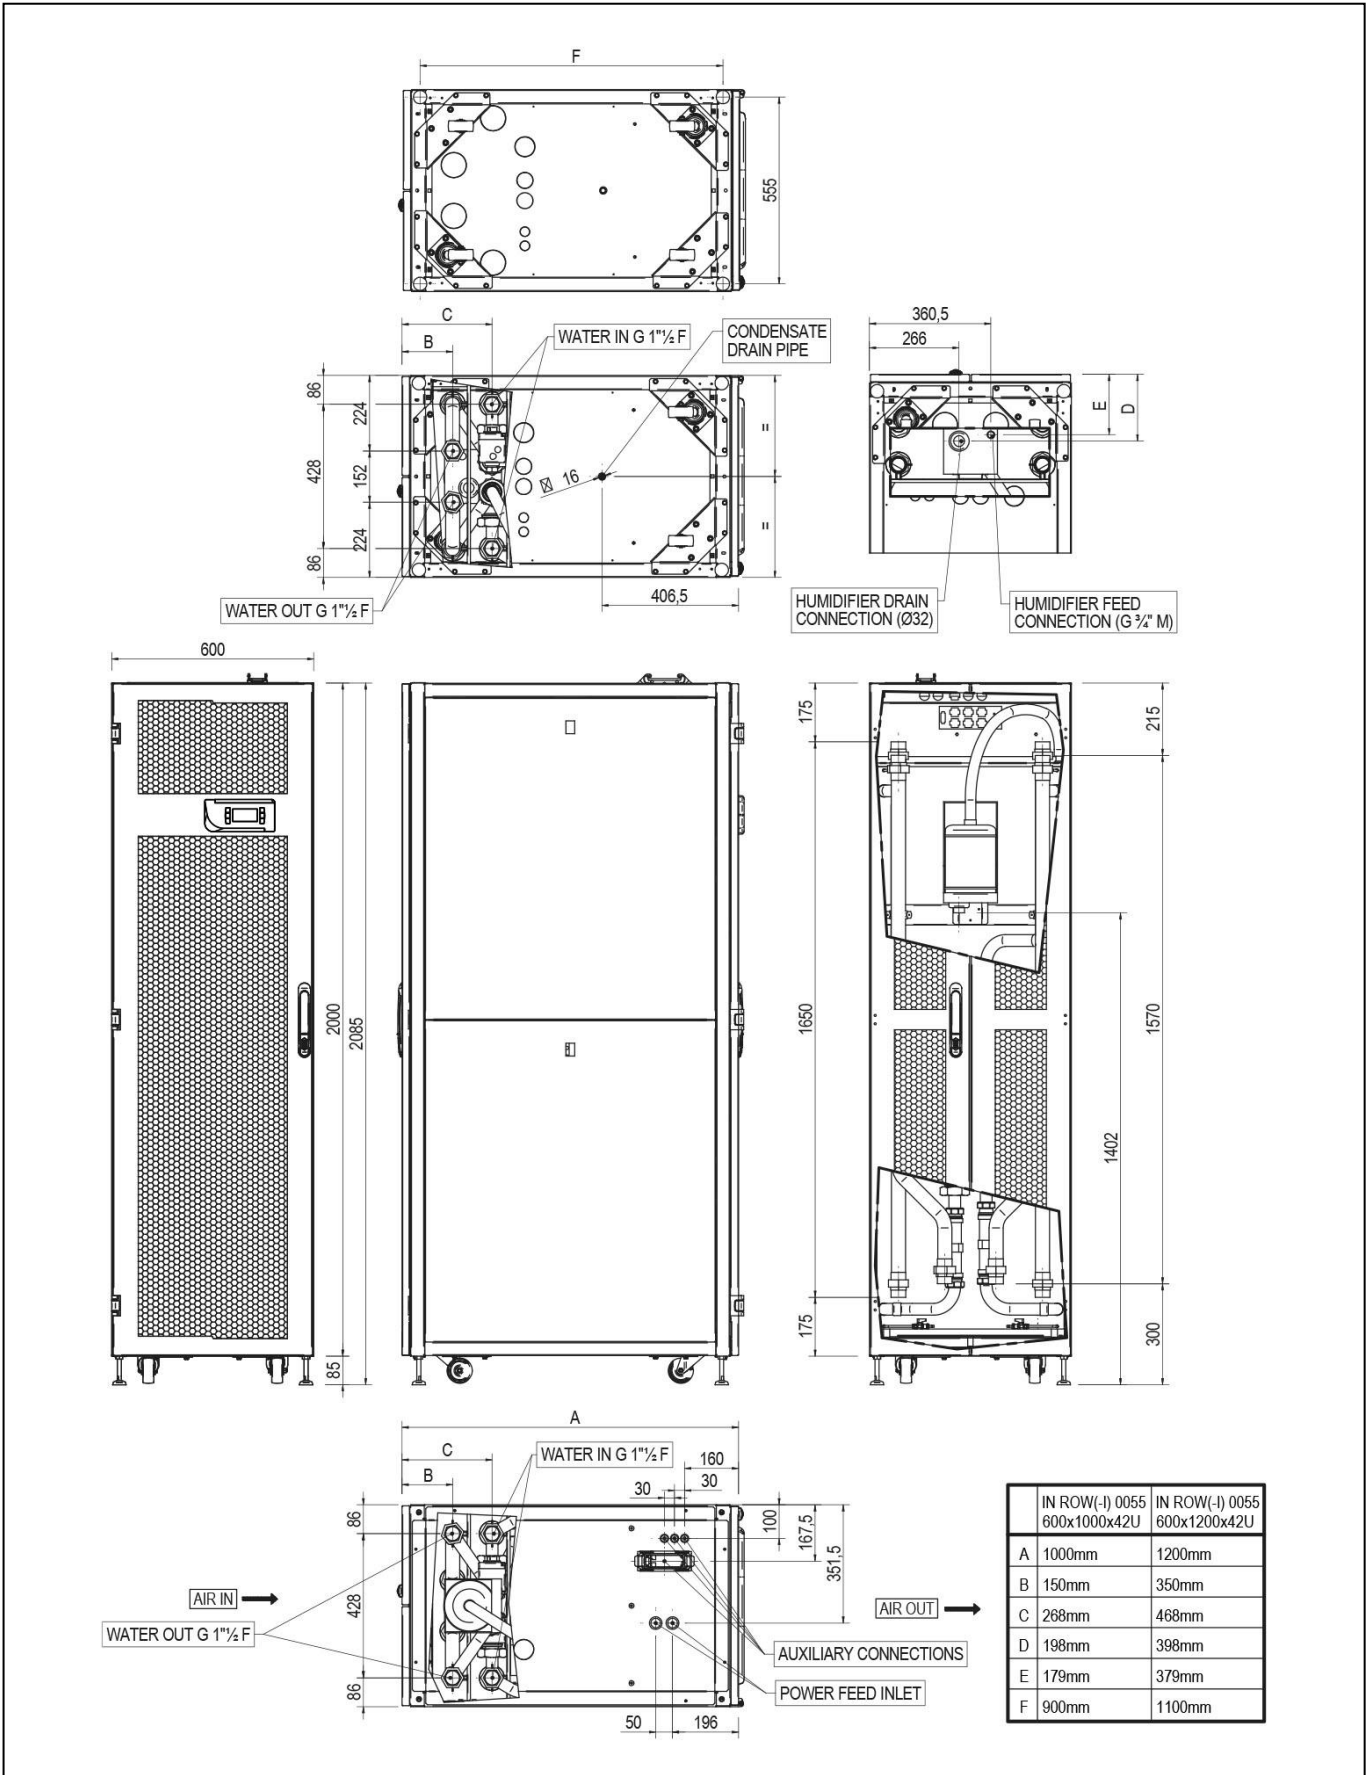 F
555
C
B
WATER IN G 1"½ F
CONDENSATE
DRAIN PIPE
86
224
428
152
224
86
=
=
16
406,5
WATER OUT G 1"½ F
360,5
266
E
D
HUMIDIFIER DRAIN
CONNECTION (Ø32)
HUMIDIFIER FEED
CONNECTION (G ¾" M)
600
2000
2085
85
175
1650
175
215
1570
1402
300
A
C
B
WATER IN G 1"½ F
160
30
30
100
167,5
351,5
86
428
86
AIR IN
WATER OUT G 1"½ F
AIR OUT
AUXILIARY CONNECTIONS
POWER FEED INLET
50
196
IN ROW(-I) 0055 IN ROW(-I) 0055
600x1000x42U 600x1200x42U
A 1000mm 1200mm
B 150mm 350mm
C 268mm 468mm
D 198mm 398mm
E 179mm 379mm
F 900mm 1100mm